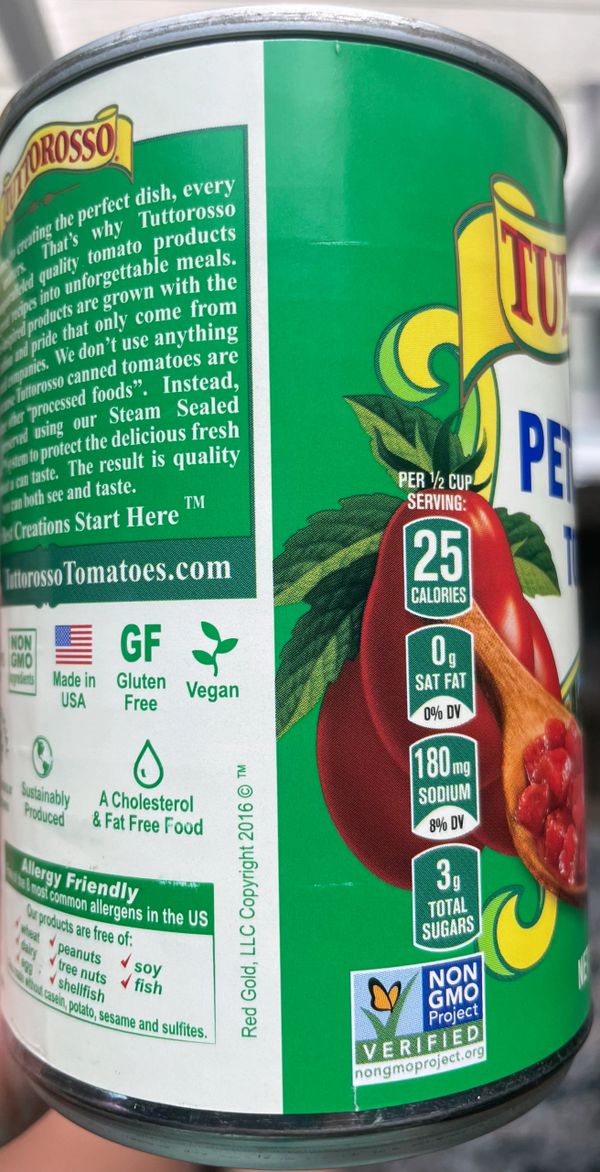 TUTTOROSSO
creating the perfect dish, every
That's why Tuttorosso
quality tomato products
recipes into unforgettable meals.
products are grown with the
and pride that only come from
We don't use anything
Tuttorosso canned tomatoes are
"processed foods". Instead,
using our Steam Sealed
to protect the delicious fresh
can taste. The result is quality
can both see and taste.
Creations Start Here™
TuttorossoTomatoes.com
NON
GMO
Ingredients
Made in
USA
GF
Gluten
Free
Vegan
Sustainably
Produced
A Cholesterol
& Fat Free Food
Allergy Friendly
8 most common allergens in the US
Our products are free of:
✓ wheat ✓ peanuts ✓ soy
✓ dairy ✓ tree nuts ✓ fish
✓ egg ✓ shellfish
without casein, potato, sesame and sulfites.
Red Gold, LLC Copyright 2016 © ™
TU
PET
PER 1/2 CUP
SERVING:
25
CALORIES
0g
SAT FAT
0% DV
180mg
SODIUM
8% DV
3g
TOTAL
SUGARS
NON
GMO
Project
VERIFIED
nongmoproject.org